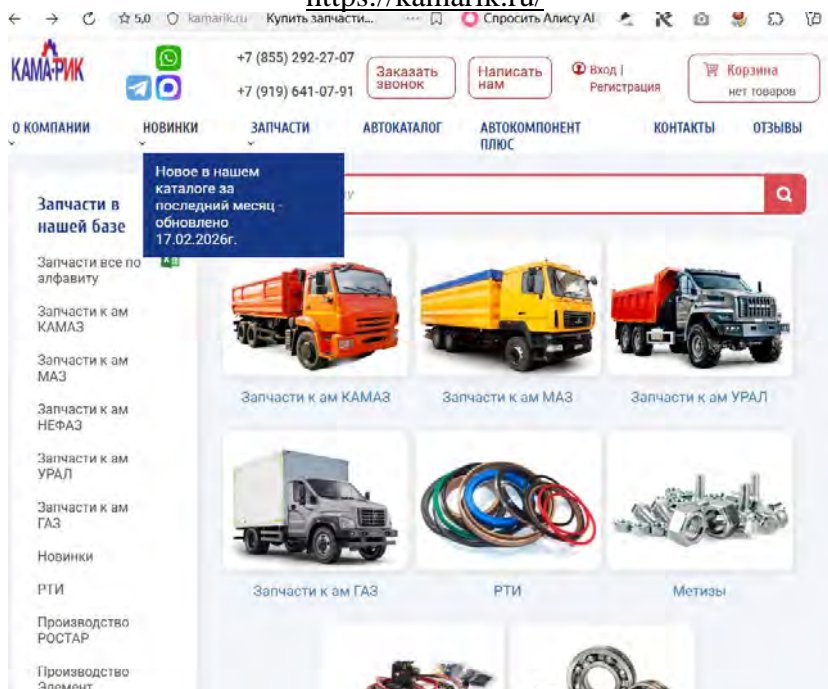 https://kamarik.ru/
5,0 kamarik.ru Купить запчасти... Спросить Алису AI
КАМА-РИК
+7 (855) 292-27-07
+7 (919) 641-07-91
Заказать
звонок
Написать
нам
Вход |
Регистрация
Корзина
нет товаров
О КОМПАНИИ НОВИНКИ ЗАПЧАСТИ АВТОКАТАЛОГ АВТОКОМПОНЕНТ
ПЛЮС
КОНТАКТЫ ОТЗЫВЫ
Новое в нашем
каталоге за
последний месяц -
обновлено
17.02.2026г.
Запчасти в
нашей базе
Запчасти все по
алфавиту
Запчасти к ам
КАМАЗ
Запчасти к ам
МАЗ
Запчасти к ам
НЕФАЗ
Запчасти к ам
УРАЛ
Запчасти к ам
ГАЗ
Новинки
РТИ
Производство
РОСТАР
Производство
Элемент
Запчасти к ам КАМАЗ
Запчасти к ам МАЗ
Запчасти к ам УРАЛ
Запчасти к ам ГАЗ
РТИ
Метизы